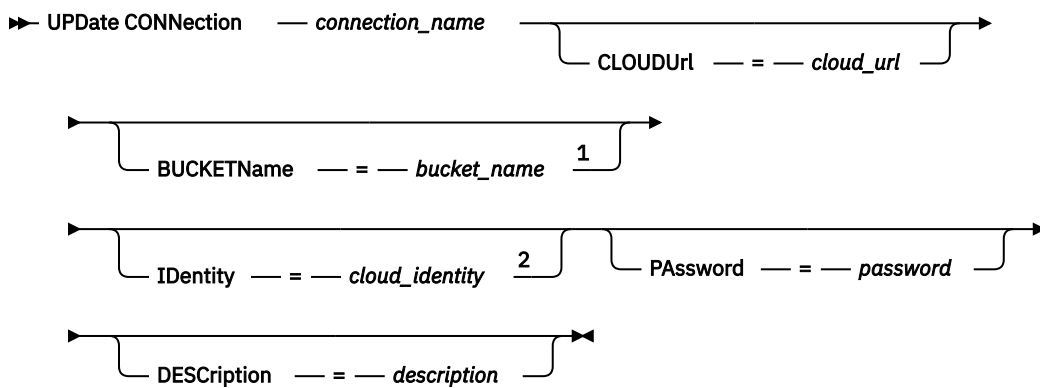 UPDate CONNection connection_name
CLOUDUrl = cloud_url
BUCKETName = bucket_name 1
IDentity = cloud_identity 2 PAssword = password
DESCription = description